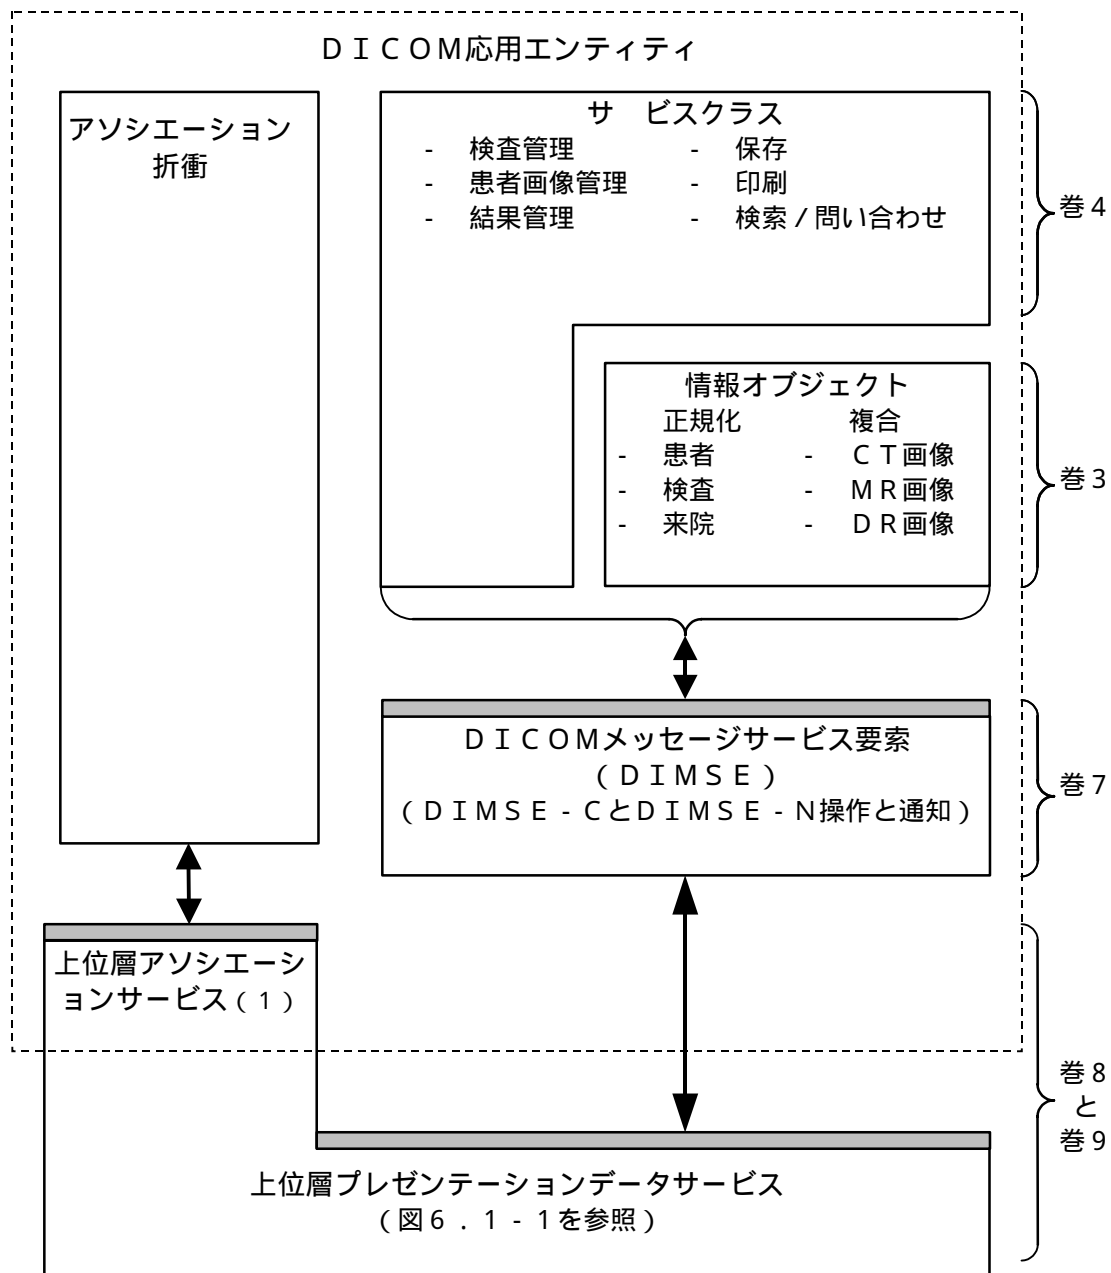 ＤＩＣＯＭ応用エンティティ
アソシエーション
折衝
サ　ビスクラス
- 検査管理 - 保存
- 患者画像管理 - 印刷
- 結果管理 - 検索／問い合わせ
巻４
情報オブジェクト
正規化 複合
- 患者 - ＣＴ画像
- 検査 - ＭＲ画像
- 来院 - ＤＲ画像
巻３
ＤＩＣＯＭメッセージサービス要索
（ＤＩＭＳＥ）
（ＤＩＭＳＥ－ＣとＤＩＭＳＥ－Ｎ操作と通知）
巻７
上位層アソシエーシ
ョンサービス（１）
巻８
と
巻９
上位層プレゼンテーションデータサービス
（図６．１－１を参照）